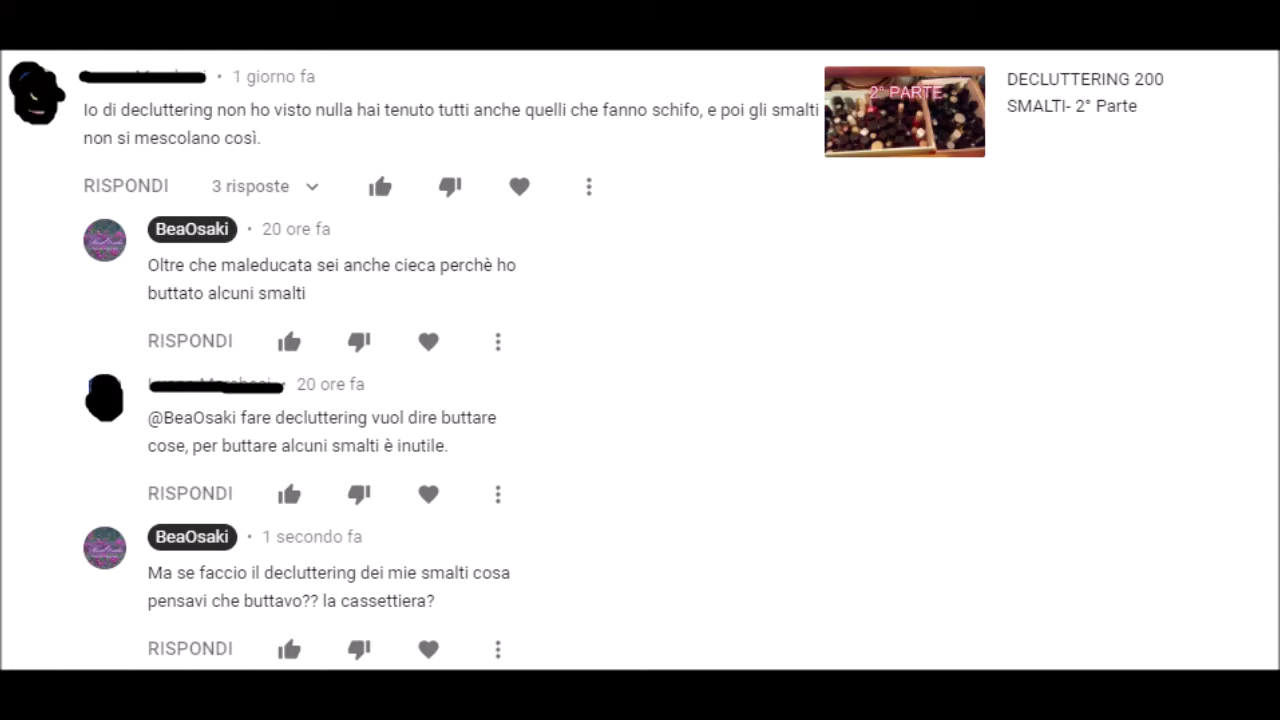 1 giorno fa
Io di decluttering non ho visto nulla hai tenuto tutti anche quelli che fanno schifo, e poi gli smalti
non si mescolano così.
2° PARTE
DECLUTTERING 200
SMALTI- 2° Parte
RISPONDI 3 risposte
BeaOsaki • 20 ore fa
Oltre che maleducata sei anche cieca perchè ho
buttato alcuni smalti
RISPONDI
20 ore fa
@BeaOsaki fare decluttering vuol dire buttare
cose, per buttare alcuni smalti è inutile.
RISPONDI
BeaOsaki • 1 secondo fa
Ma se faccio il decluttering dei mie smalti cosa
pensavi che buttavo?? la cassettiera?
RISPONDI